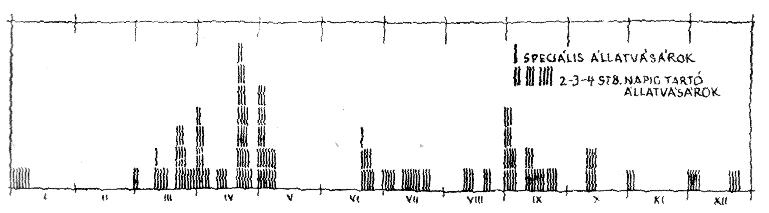 SPECIÁLIS ÁLLATVÁSÁROK
2-3-4 STB. NAPIG TARTÓ
ÁLLATVÁSÁROK
I II III IV V VI VII VIII IX X XI XII